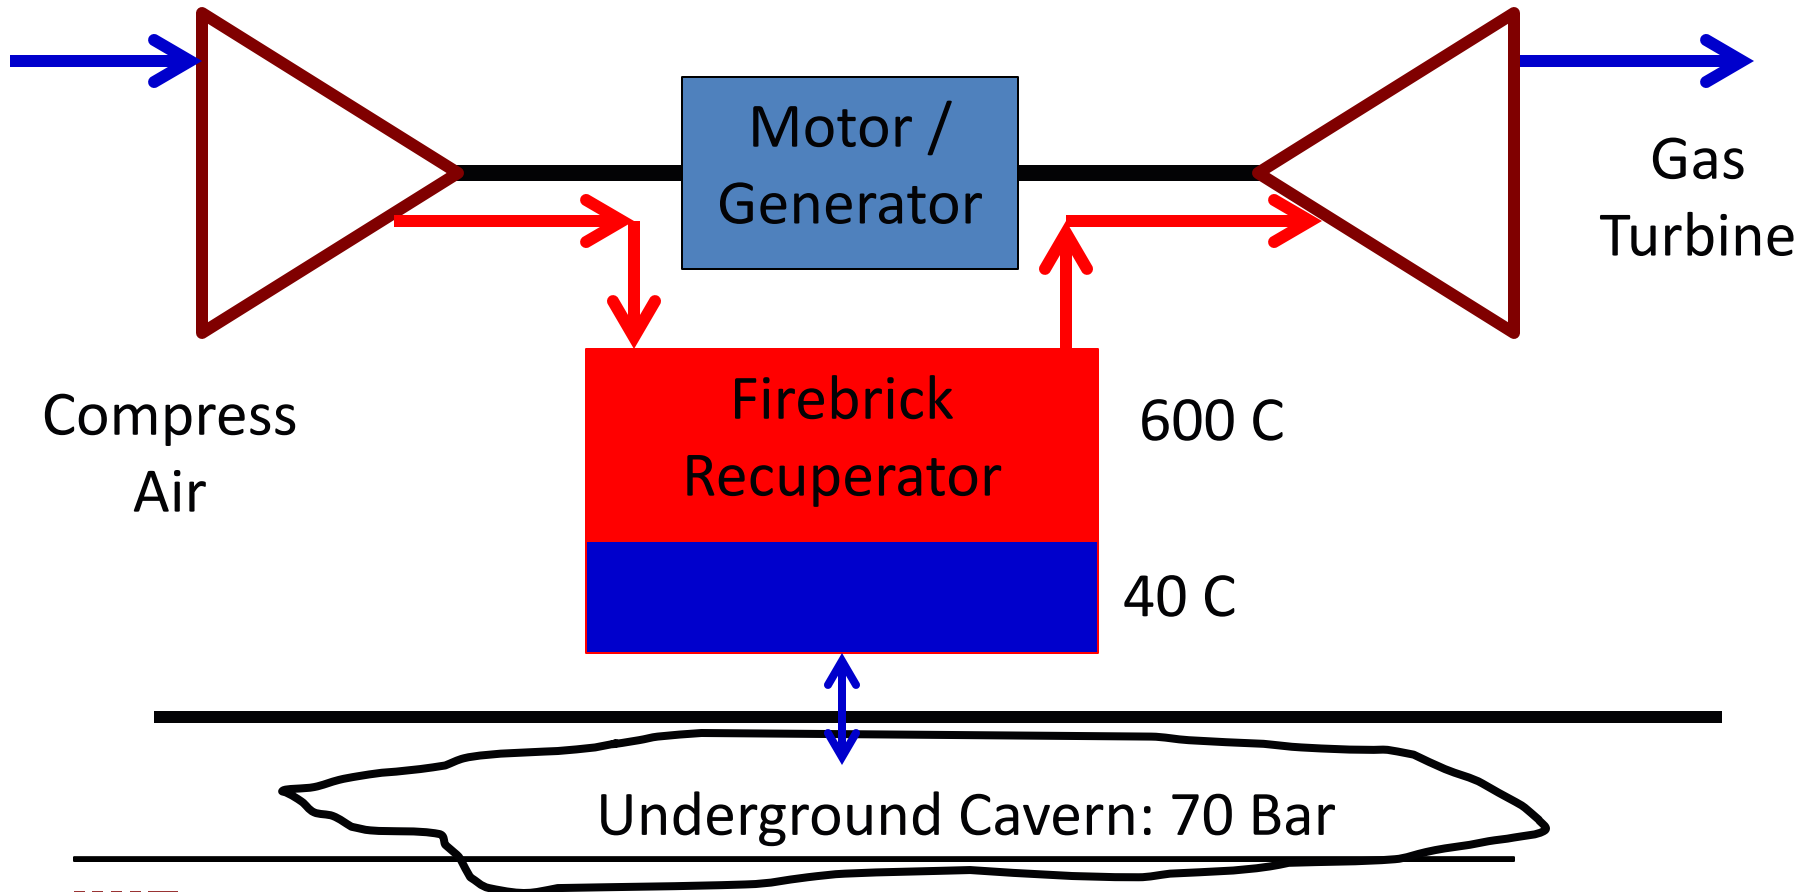 Motor /
Generator
Gas
Turbine
Compress
Air
Firebrick
Recuperator
600 C
40 C
Underground Cavern: 70 Bar